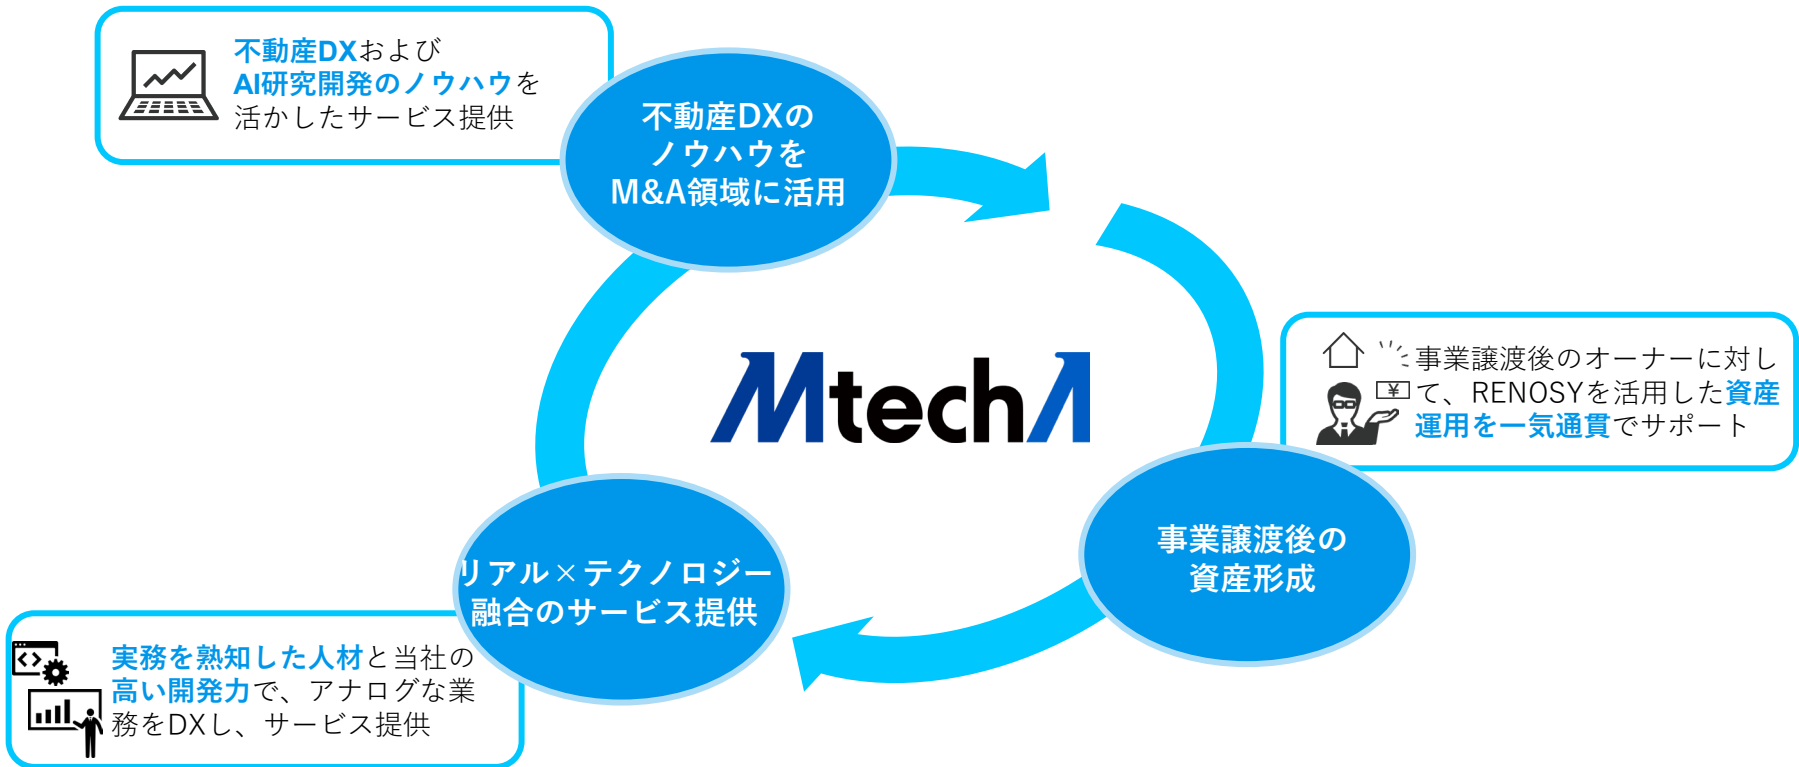 不動産DXおよび
AI研究開発のノウハウを
活かしたサービス提供
不動産DXの
ノウハウを
M&A領域に活用
MtechA
¥
事業譲渡後のオーナーに対し
て、RENOSYを活用した資産
運用を一気通貫でサポート
事業譲渡後の
資産形成
リアル×テクノロジー
融合のサービス提供
実務を熟知した人材と当社の
高い開発力で、アナログな業
務をDXし、サービス提供